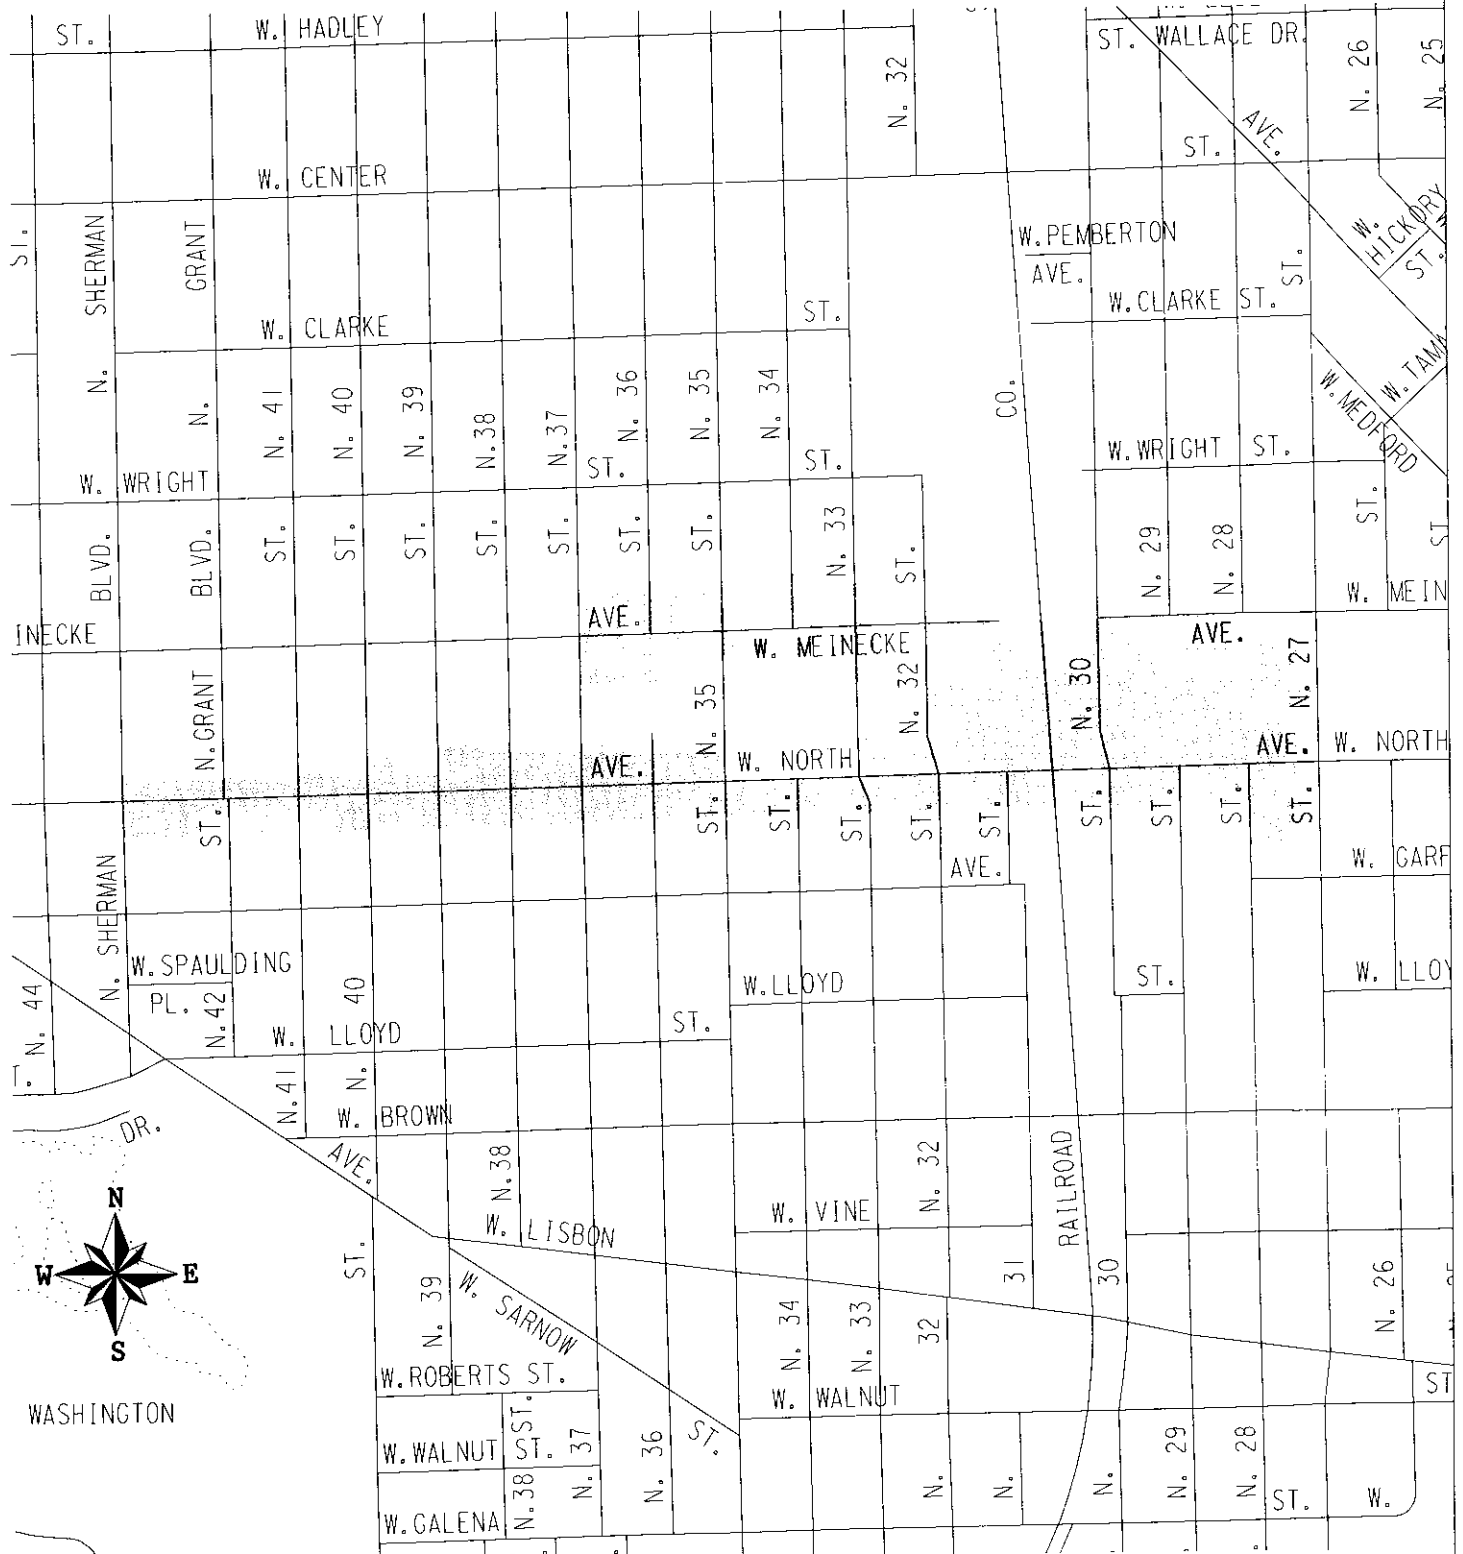 ST.
W. HADLEY
ST. WALLACE DR.
N. 32
N. 26
N. 25
AVE.
ST.
W. CENTER
N. SHERMAN BLVD.
N. GRANT BLVD.
W. PEMBERTON
AVE.
W. HICKORY
ST.
ST.
W. CLARKE
ST.
W. CLARKE ST.
ST.
N. 41 ST.
N. 40 ST.
N. 39 ST.
N. 38 ST.
N. 37 ST.
N. 36 ST.
N. 35 ST.
N. 34
CO.
W. MEDFORD
W. TAM
W. WRIGHT
ST.
ST.
W. WRIGHT ST.
N. 33
ST.
N. 29
N. 28
ST.
ST
W. MEIN
INECKE
AVE.
W. MEINECKE
AVE.
N. GRANT
ST.
N. 35
ST.
N. 32
ST.
N. 30
ST.
N. 27
ST.
AVE.
W. NORTH
AVE.
W. NORTH
ST.
ST.
ST.
ST.
ST.
AVE.
W. GARF
N. SHERMAN
W. SPAULDING
PL.
N. 44
N. 42
W. LLOYD
ST.
W. LLOYD
ST.
W. LLOY
T.
N. 41
N. 40
ST.
W. BROWN
DR.
AVE.
N. 38
N. 32
RAILROAD
W. VINE
W. LISBON
N
W
E
S
N. 39
W. SARNOW
ST.
N. 34
N. 33
32
N.
31
N.
30
N.
N. 26
W. ROBERTS ST.
W. WALNUT
ST
WASHINGTON
ST.
W. WALNUT ST.
N. 37
N. 36
N. 29
N. 28
W. GALENA
N. 38
ST.
W.